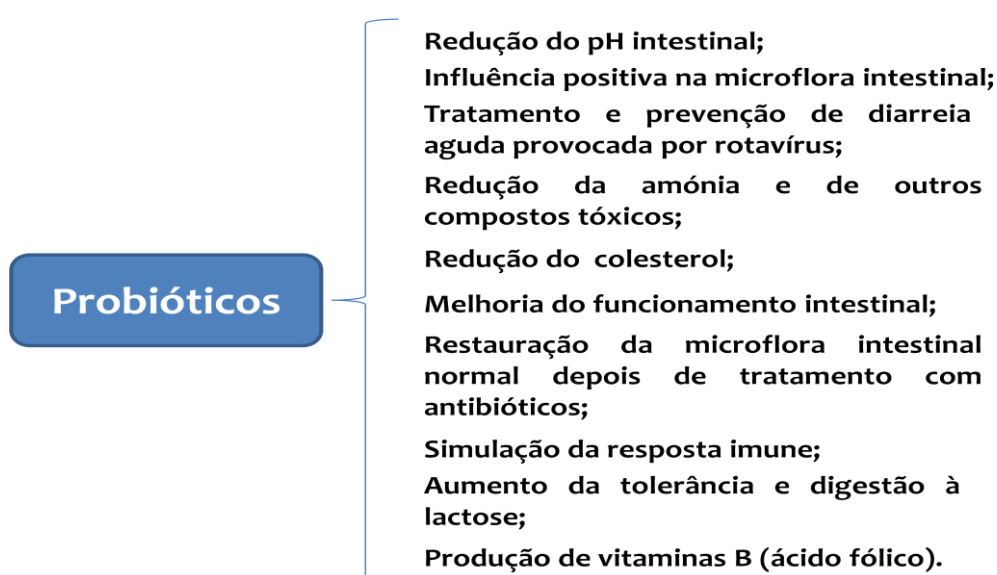 Probióticos
Redução do pH intestinal;
Influência positiva na microflora intestinal;
Tratamento e prevenção de diarreia
aguda provocada por rotavírus;
Redução da amónia e de outros
compostos tóxicos;
Redução do colesterol;
Melhoria do funcionamento intestinal;
Restauração da microflora intestinal
normal depois de tratamento com
antibióticos;
Simulação da resposta imune;
Aumento da tolerância e digestão à
lactose;
Produção de vitaminas B (ácido fólico).